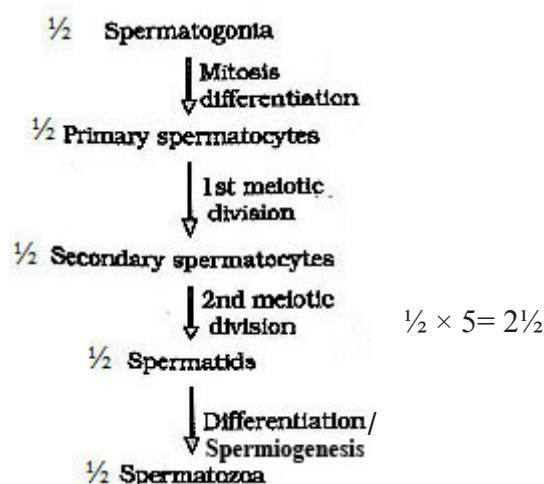 ½ Spermatogonia
Mitosis
differentiation
½ Primary spermatocytes
1st meiotic
division
½ Secondary spermatocytes
2nd meiotic
division
½ × 5= 2½
½ Spermatids
Differentiation/
Spermiogenesis
½ Spermatozoa